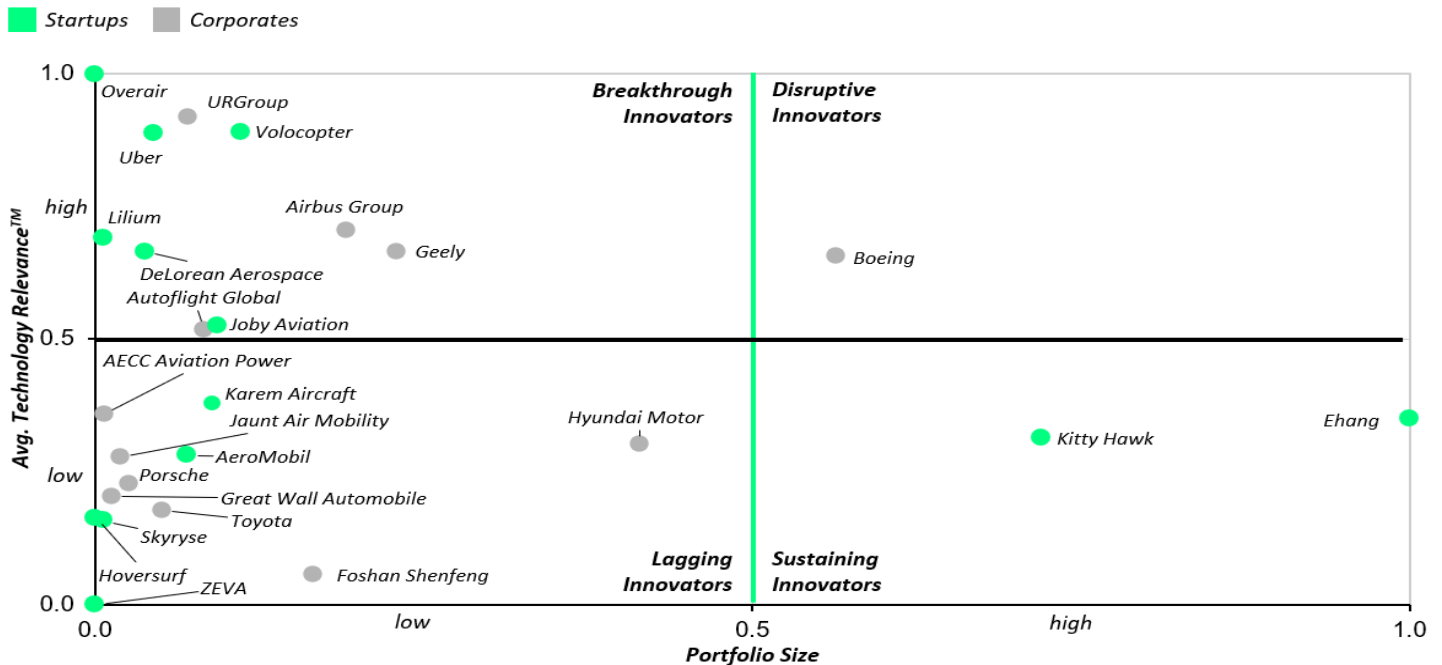 Startups
Corporates
1.0
Overair
URGroup
Breakthrough
Innovators
Disruptive
Innovators
Uber
Volocopter
high
Lilium
Airbus Group
Geely
Boeing
DeLorean Aerospace
Autoflight Global
Joby Aviation
0.5
AECC Aviation Power
Karem Aircraft
Jaunt Air Mobility
Hyundai Motor
Ehang
Kitty Hawk
AeroMobil
low
Porsche
Great Wall Automobile
Toyota
Skyryse
Hoversurf
ZEVA
Foshan Shenfeng
Lagging
Innovators
Sustaining
Innovators
0.0
Avg. Technology Relevance™
0.0
low
0.5
high
1.0
Portfolio Size